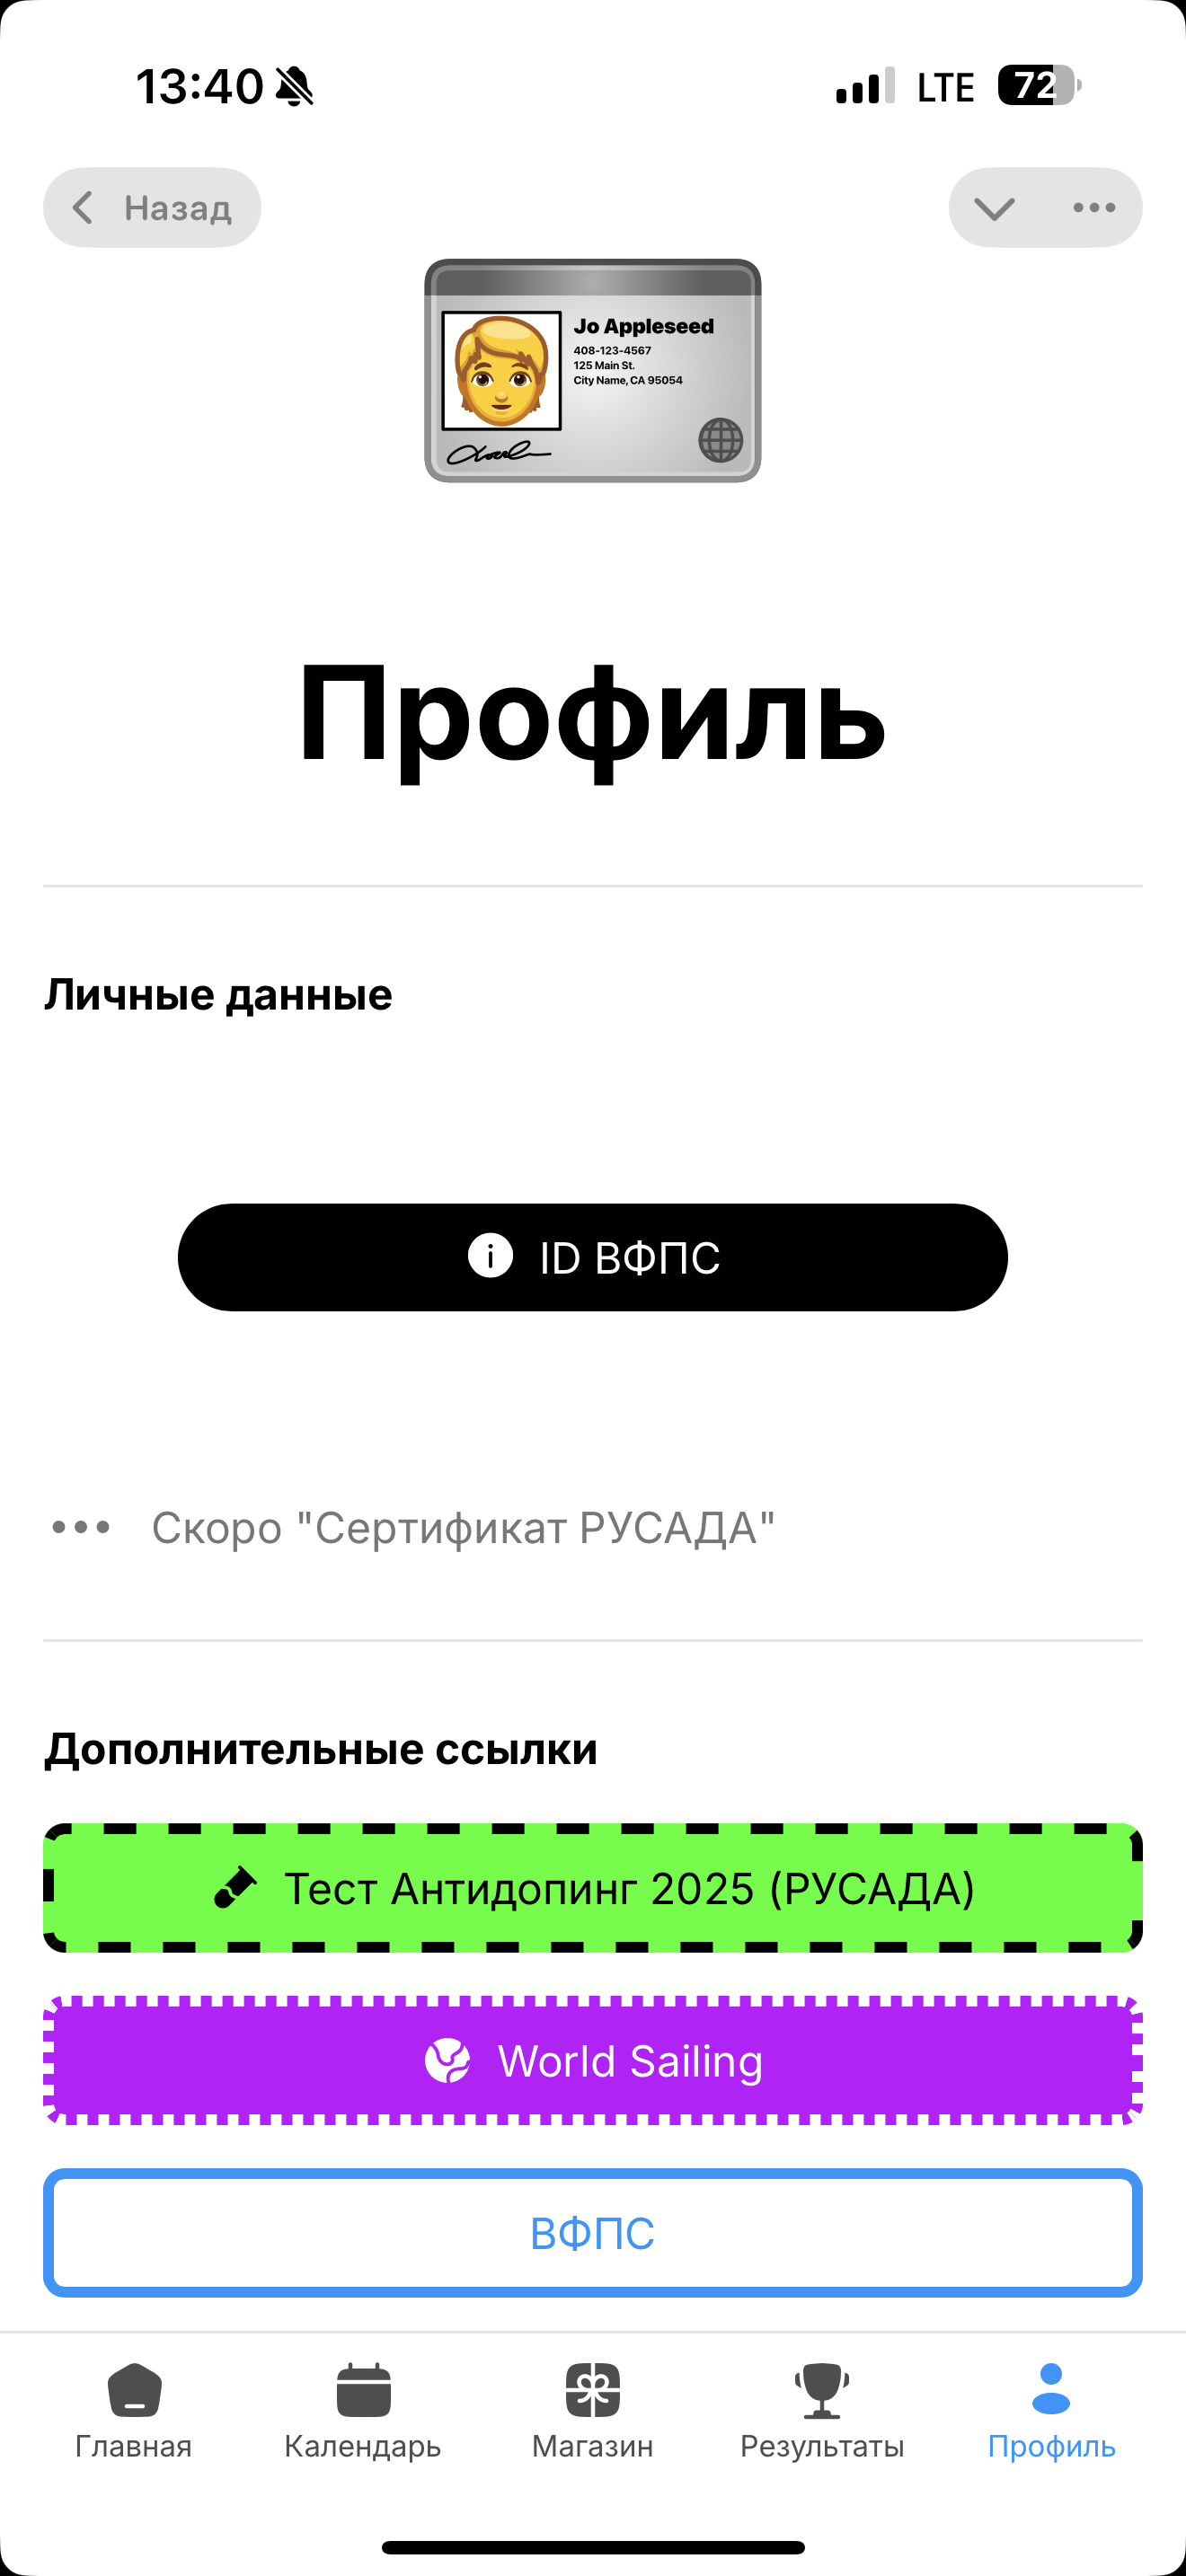 13:40
LTE
72
Назад
Jo Appleseed
408-123-4567
125 Main St.
City Name, CA 95054
Профиль
Личные данные
ID ВФПС
Скоро "Сертификат РУСАДА"
Дополнительные ссылки
Тест Антидопинг 2025 (РУСАДА)
World Sailing
ВФПС
Главная
Календарь
Магазин
Результаты
Профиль